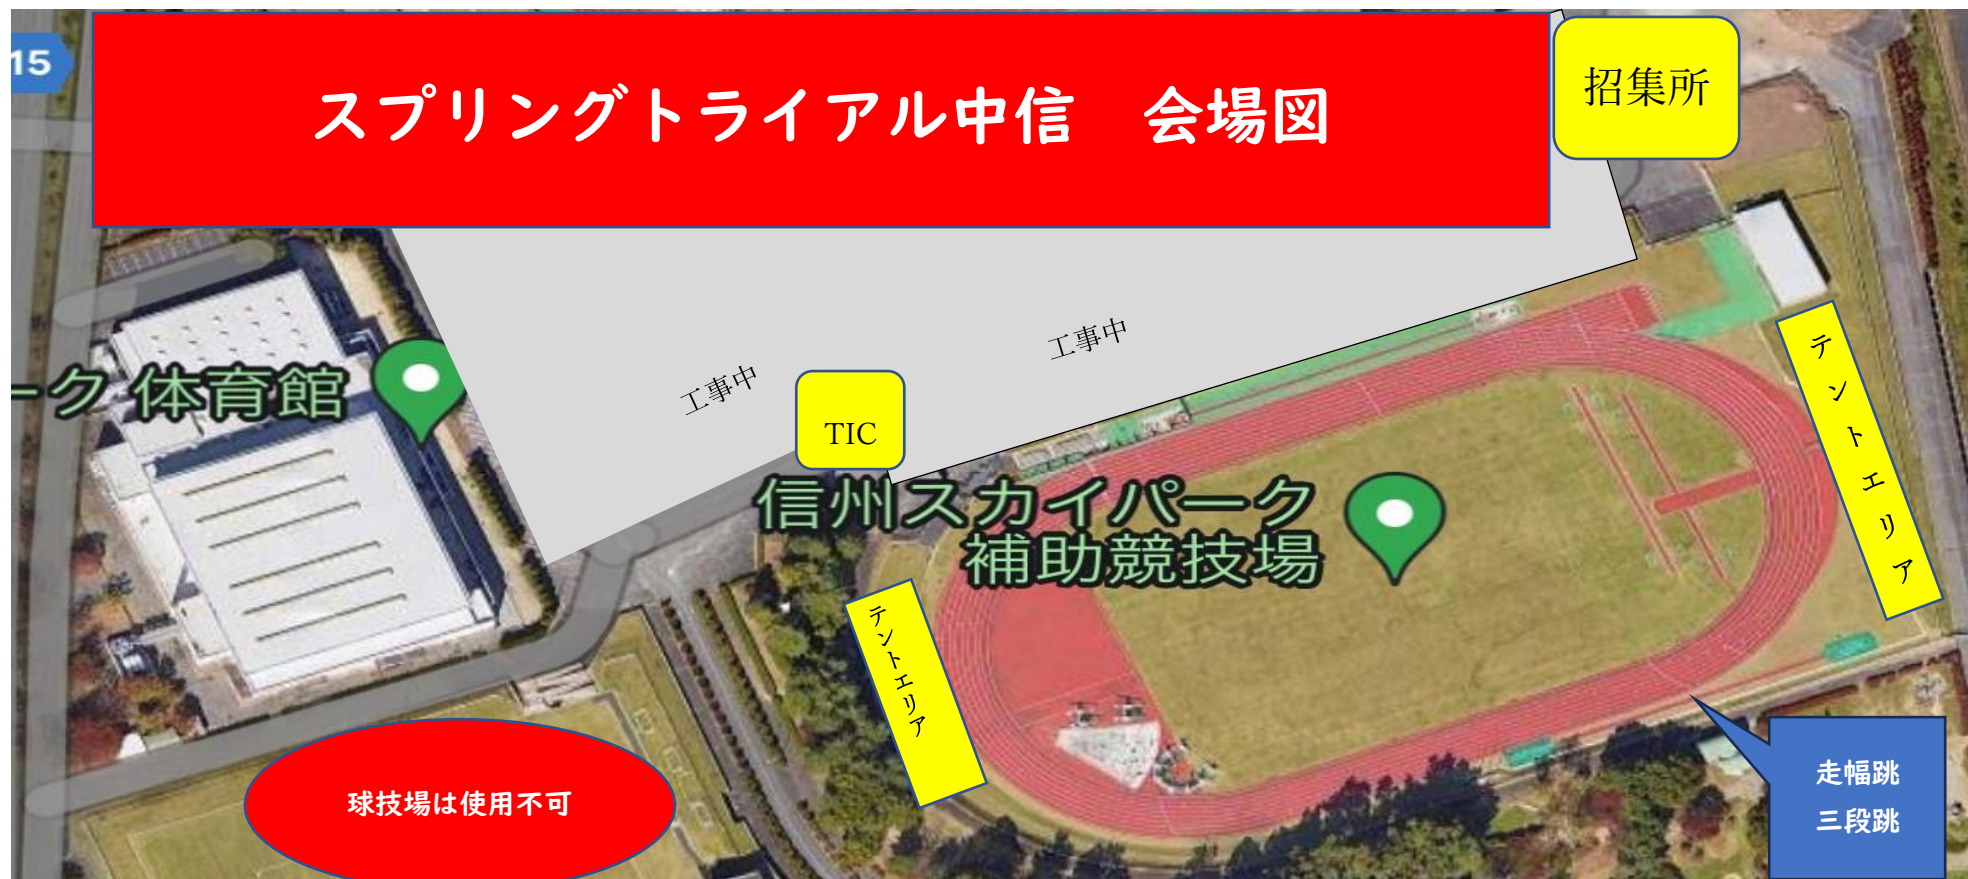 15
スプリングトライアル中信　会場図
招集所
工事中
工事中
TIC
ーク 体育館
信州スカイパーク
補助競技場
テントエリア
テントエリア
球技場は使用不可
走幅跳
三段跳